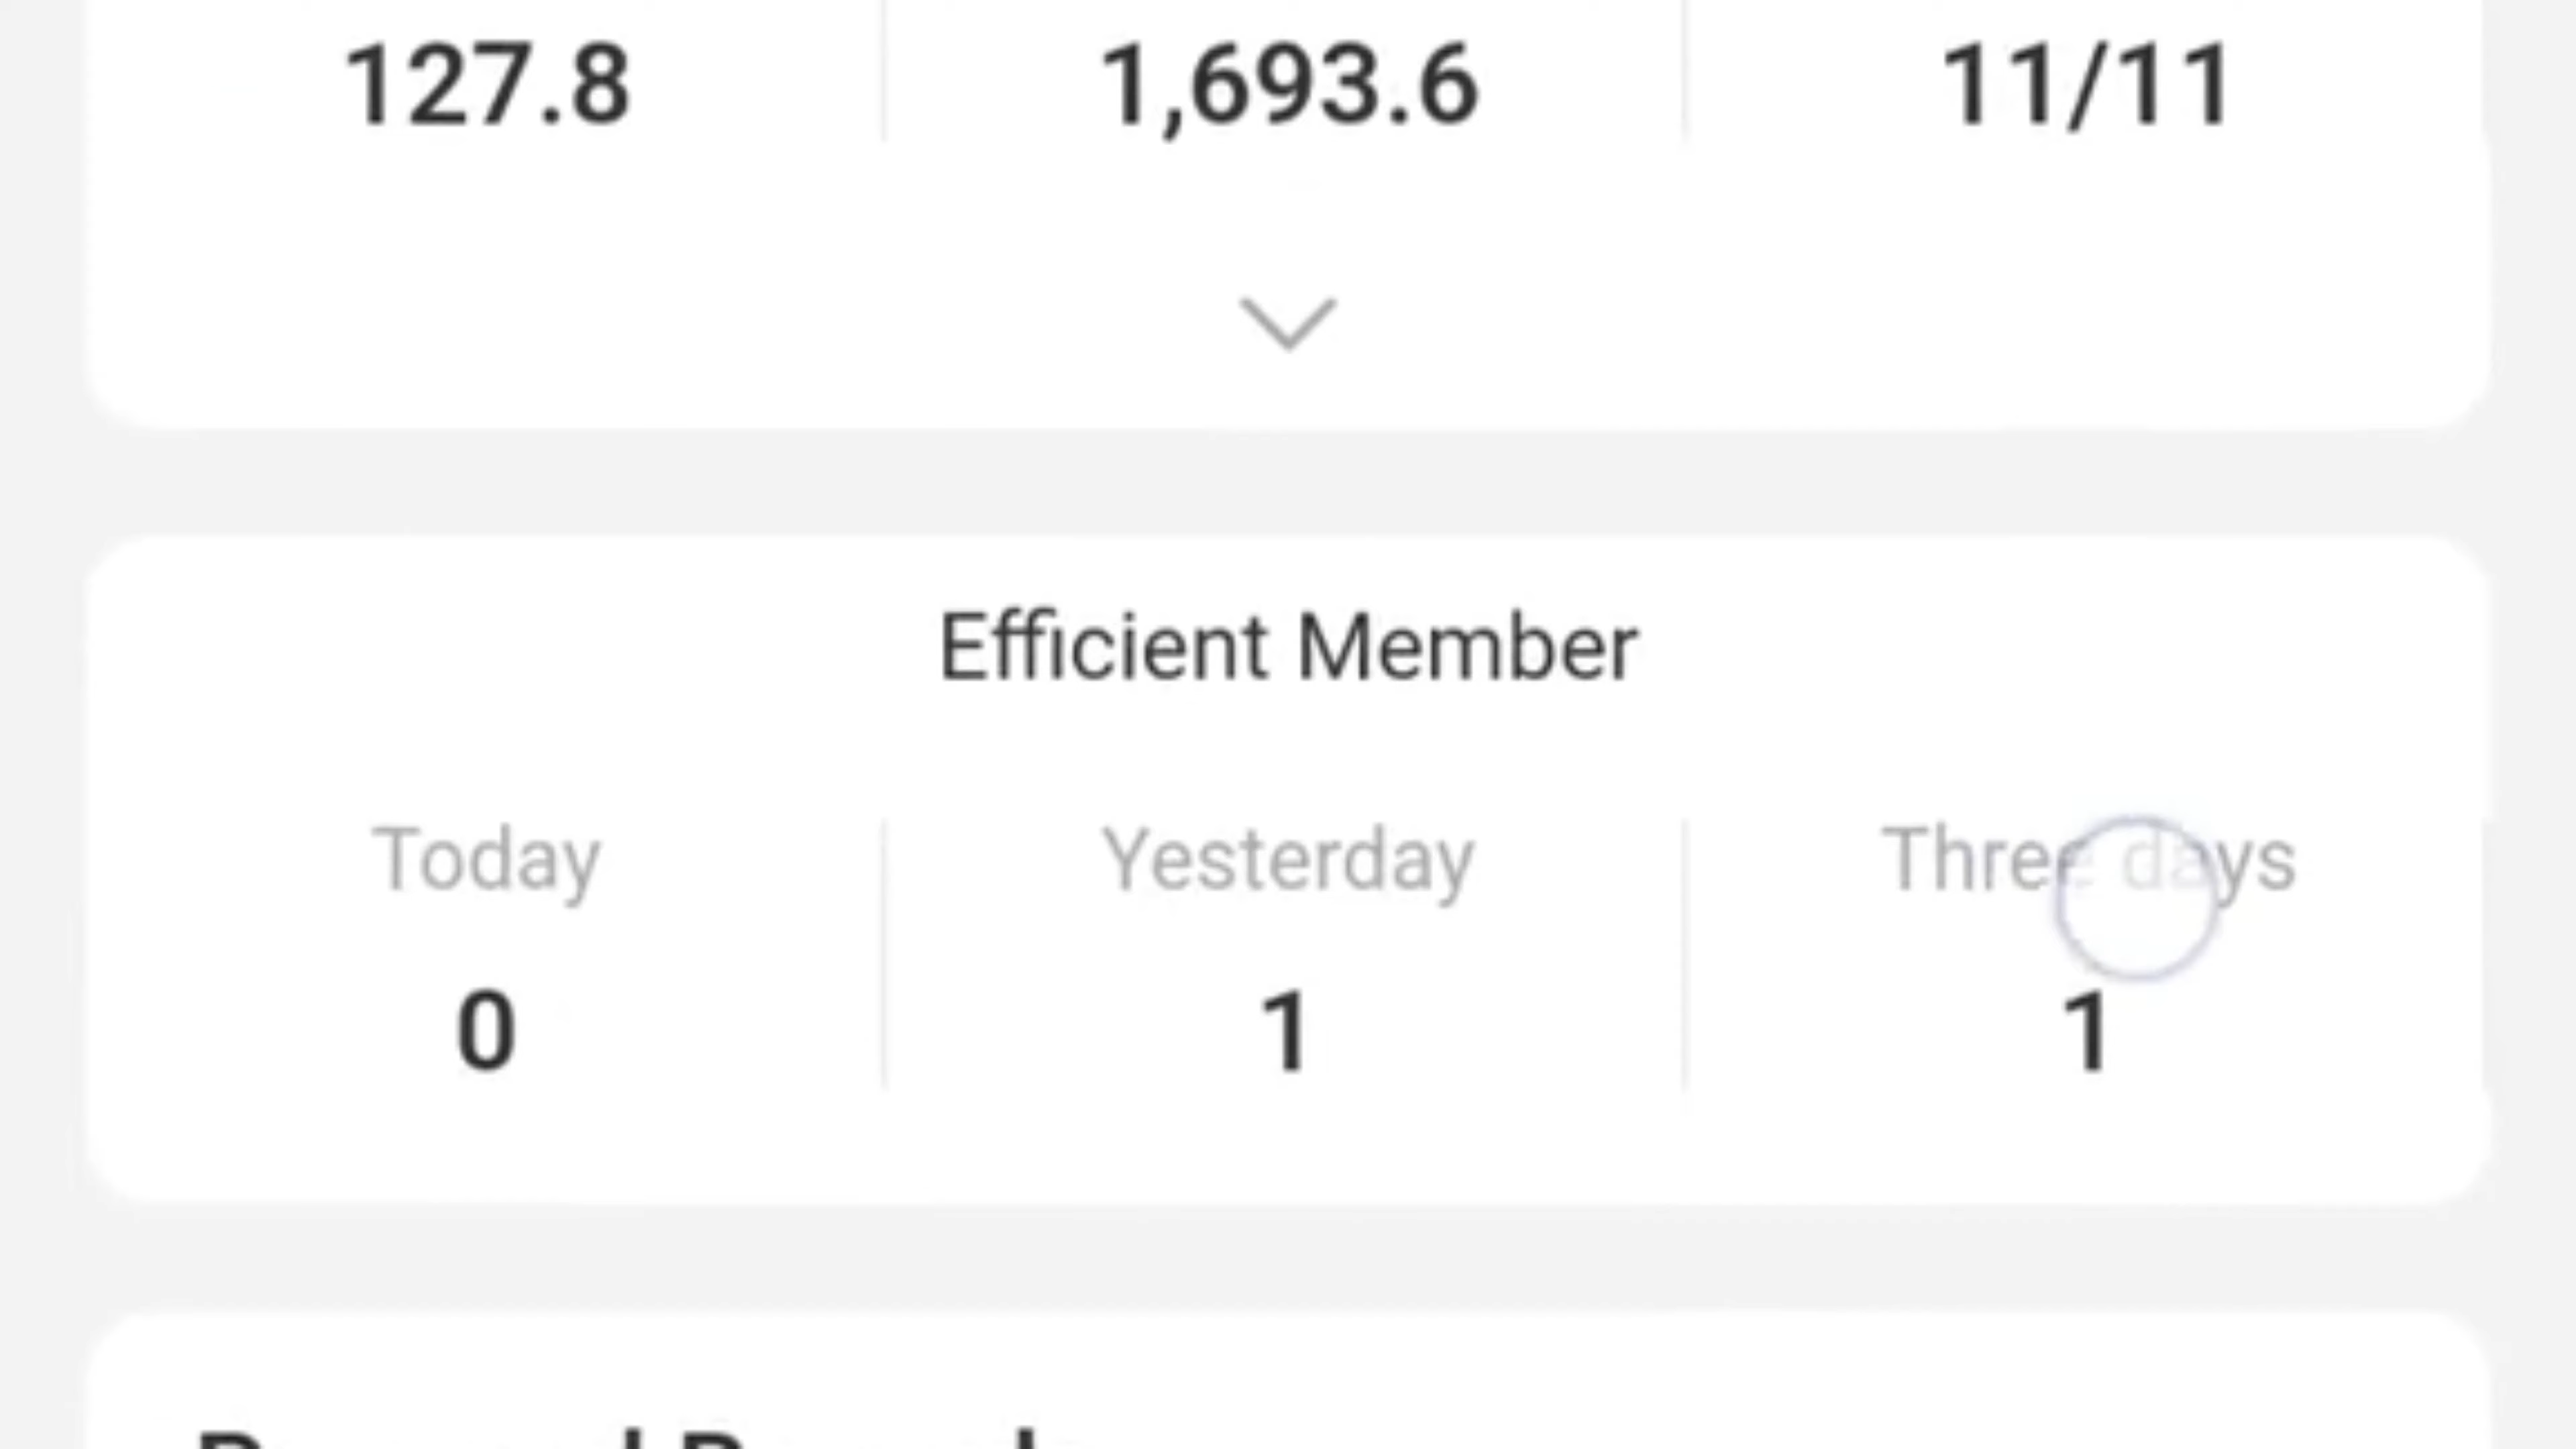 127.8 1,693.6 11/11
Efficient Member
Today Yesterday Three days
0 1 1